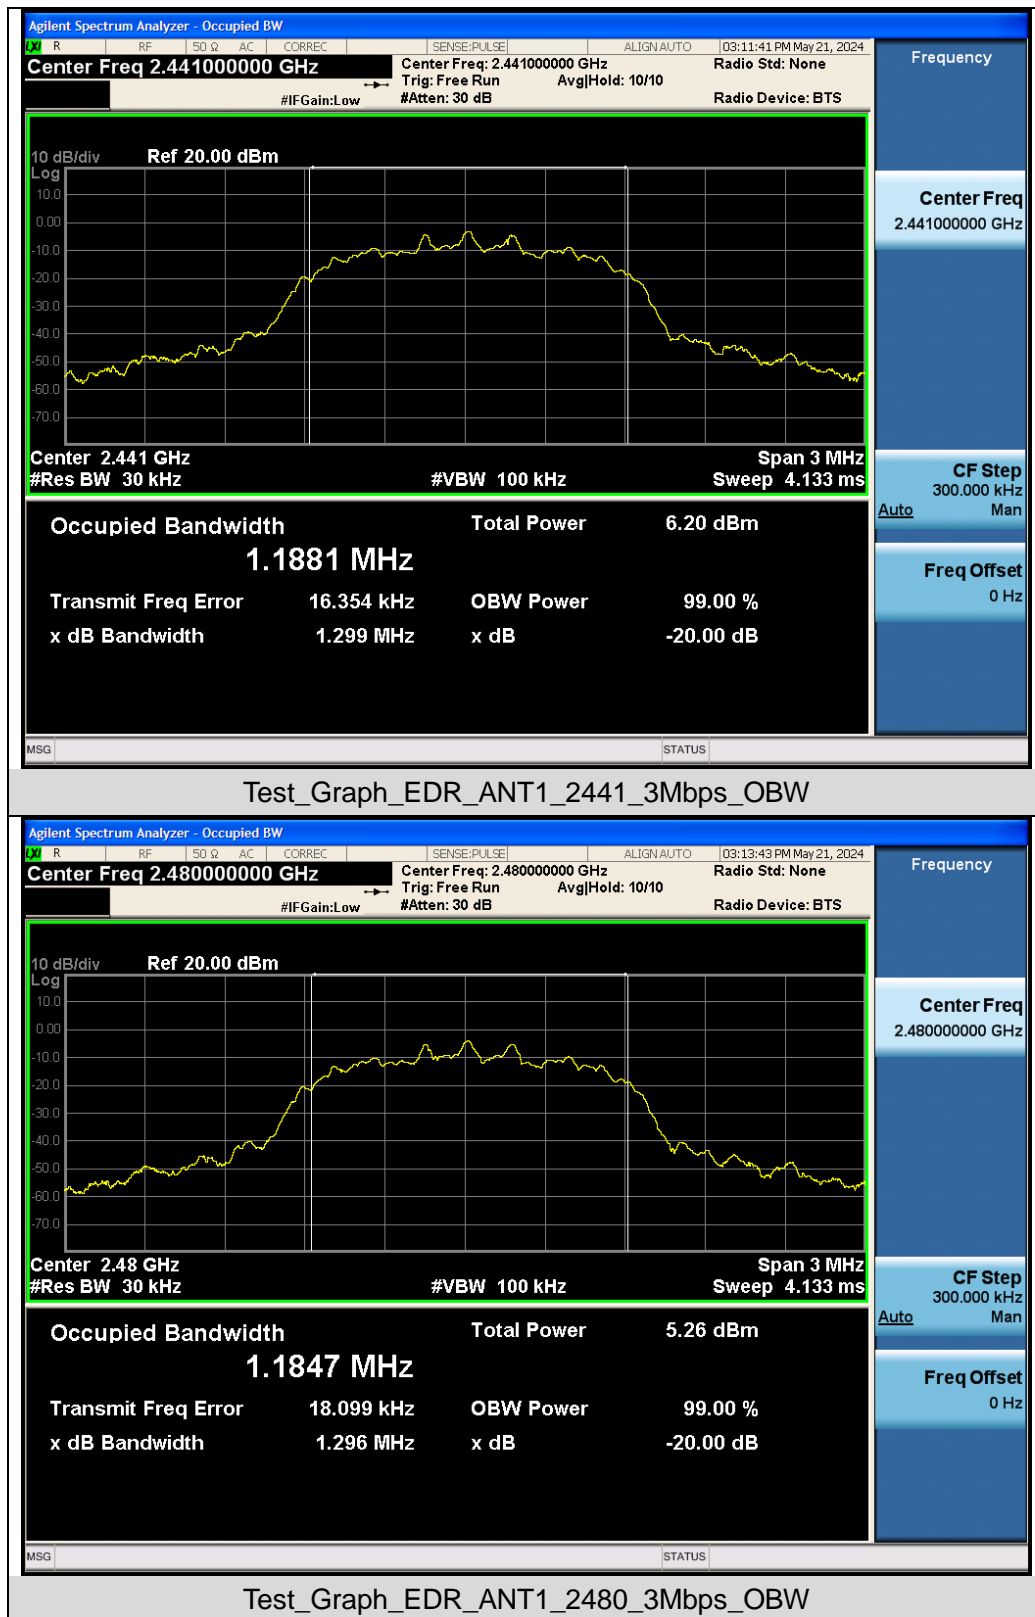 Agilent Spectrum Analyzer - Occupied BW
LXI R RF 50 Ω AC CORREC SENSE:PULSE ALIGN AUTO 03:11:41 PM May 21, 2024
Center Freq 2.441000000 GHz
Center Freq: 2.441000000 GHz
Radio Std: None
Trig: Free Run Avg|Hold: 10/10
#IFGain:Low
#Atten: 30 dB
Radio Device: BTS
Frequency
10 dB/div Ref 20.00 dBm
Log
10.0
0.00
-10.0
-20.0
-30.0
-40.0
-50.0
-60.0
-70.0
Center Freq
2.441000000 GHz
Center 2.441 GHz Span 3 MHz
#Res BW 30 kHz #VBW 100 kHz Sweep 4.133 ms
CF Step
300.000 kHz
Auto Man
Occupied Bandwidth Total Power 6.20 dBm
1.1881 MHz
Transmit Freq Error 16.354 kHz OBW Power 99.00 %
x dB Bandwidth 1.299 MHz x dB -20.00 dB
Freq Offset
0 Hz
MSG STATUS
Test_Graph_EDR_ANT1_2441_3Mbps_OBW
Agilent Spectrum Analyzer - Occupied BW
LXI R RF 50 Ω AC CORREC SENSE:PULSE ALIGN AUTO 03:13:43 PM May 21, 2024
Center Freq 2.480000000 GHz
Center Freq: 2.480000000 GHz
Radio Std: None
Trig: Free Run Avg|Hold: 10/10
#IFGain:Low
#Atten: 30 dB
Radio Device: BTS
Frequency
10 dB/div Ref 20.00 dBm
Log
10.0
0.00
-10.0
-20.0
-30.0
-40.0
-50.0
-60.0
-70.0
Center Freq
2.480000000 GHz
Center 2.48 GHz Span 3 MHz
#Res BW 30 kHz #VBW 100 kHz Sweep 4.133 ms
CF Step
300.000 kHz
Auto Man
Occupied Bandwidth Total Power 5.26 dBm
1.1847 MHz
Transmit Freq Error 18.099 kHz OBW Power 99.00 %
x dB Bandwidth 1.296 MHz x dB -20.00 dB
Freq Offset
0 Hz
MSG STATUS
Test_Graph_EDR_ANT1_2480_3Mbps_OBW